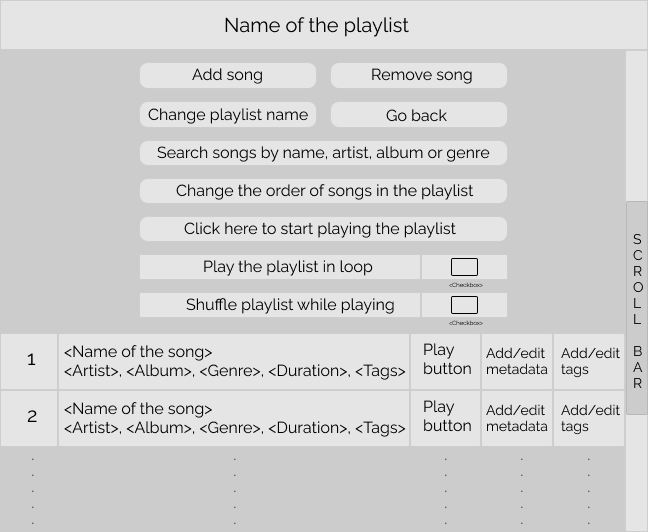 Name of the playlist
Add song
Remove song
Change playlist name
Go back
Search songs by name, artist, album or genre
Change the order of songs in the playlist
Click here to start playing the playlist
Play the playlist in loop
<Checkbox>
Shuffle playlist while playing
<Checkbox>
SCROLL BAR
1
<Name of the song>
<Artist>, <Album>, <Genre>, <Duration>, <Tags>
Play
button
Add/edit
metadata
Add/edit
tags
2
<Name of the song>
<Artist>, <Album>, <Genre>, <Duration>, <Tags>
Play
button
Add/edit
metadata
Add/edit
tags
. . . . .
. . . . .
. . . . .
. . . . .
. . . . .